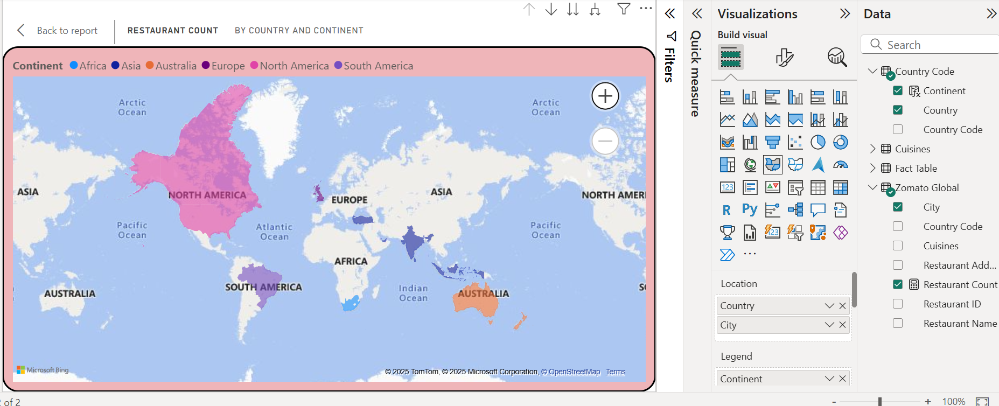 Back to report
RESTAURANT COUNT BY COUNTRY AND CONTINENT
Continent Africa Asia Australia Europe North America South America
Arctic
Ocean
Arctic
Ocean
ASIA
NORTH AMERICA
EUROPE
ASIA
NORTH AMERI
Pacific
Ocean
Atlantic
Ocean
Pacific
Ocean
AFRICA
SOUTH AMERICA
AUSTRALIA
Indian
Ocean
AUSTRALIA
S
Microsoft Bing
© 2025 TomTom, © 2025 Microsoft Corporation, © OpenStreetMap Terms
of 2
Filters
Quick measure
Visualizations
Build visual
123
R Py
123
Location
Country
City
Legend
Continent
Data
Search
Country Code
Continent
Country
Country Code
Cuisines
Fact Table
Zomato Global
City
Country Code
Cuisines
Restaurant Add...
Restaurant Count
Restaurant ID
Restaurant Name
- + 100%